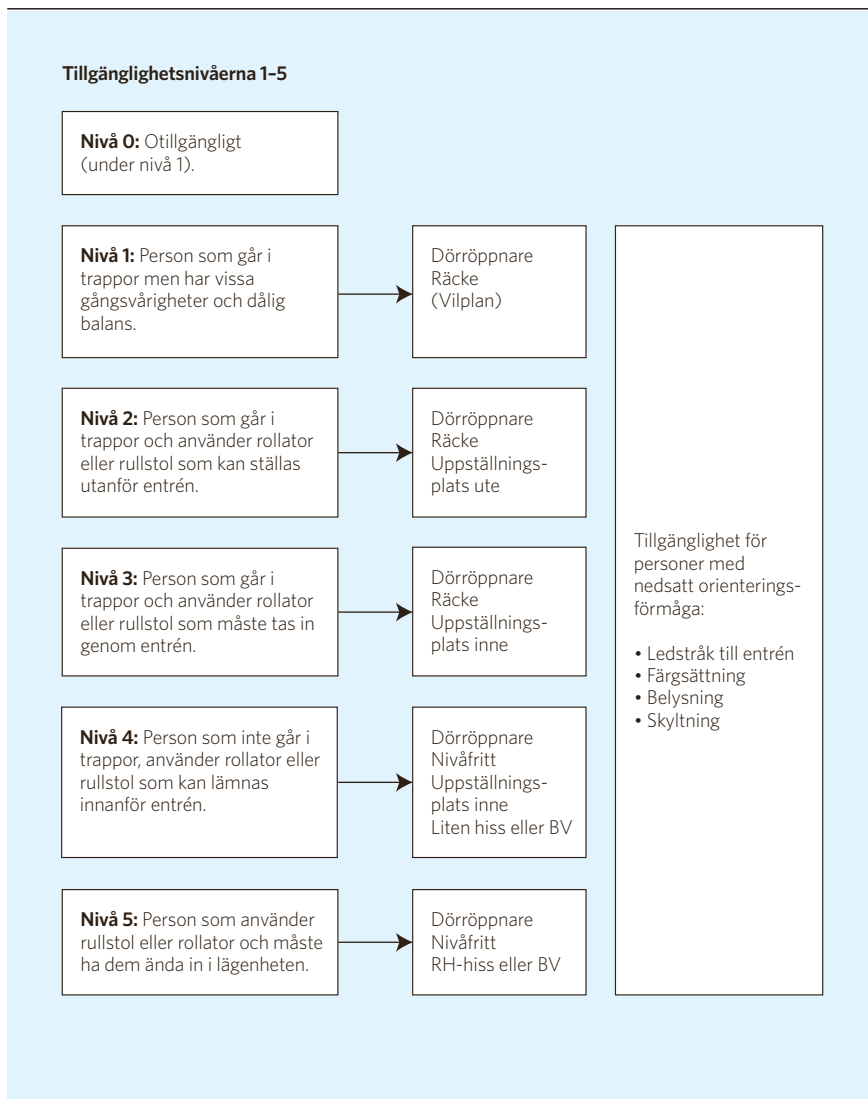 Tillgänglighetsnivåerna 1–5
Nivå 0: Otillgängligt
(under nivå 1).
Nivå 1: Person som går i
trappor men har vissa
gångsvårigheter och dålig
balans.
Dörröppnare
Räcke
(Vilplan)
Nivå 2: Person som går i
trappor och använder rollator
eller rullstol som kan ställas
utanför entrén.
Dörröppnare
Räcke
Uppställnings-
plats ute
Nivå 3: Person som går i
trappor och använder rollator
eller rullstol som måste tas in
genom entrén.
Dörröppnare
Räcke
Uppställnings-
plats inne
Nivå 4: Person som inte går i
trappor, använder rollator eller
rullstol som kan lämnas
innanför entrén.
Dörröppnare
Nivåfritt
Uppställnings-
plats inne
Liten hiss eller BV
Nivå 5: Person som använder
rullstol eller rollator och måste
ha dem ända in i lägenheten.
Dörröppnare
Nivåfritt
RH-hiss eller BV
Tillgänglighet för
personer med
nedsatt orienterings-
förmåga:
• Ledstråk till entrén
• Färgsättning
• Belysning
• Skyltning